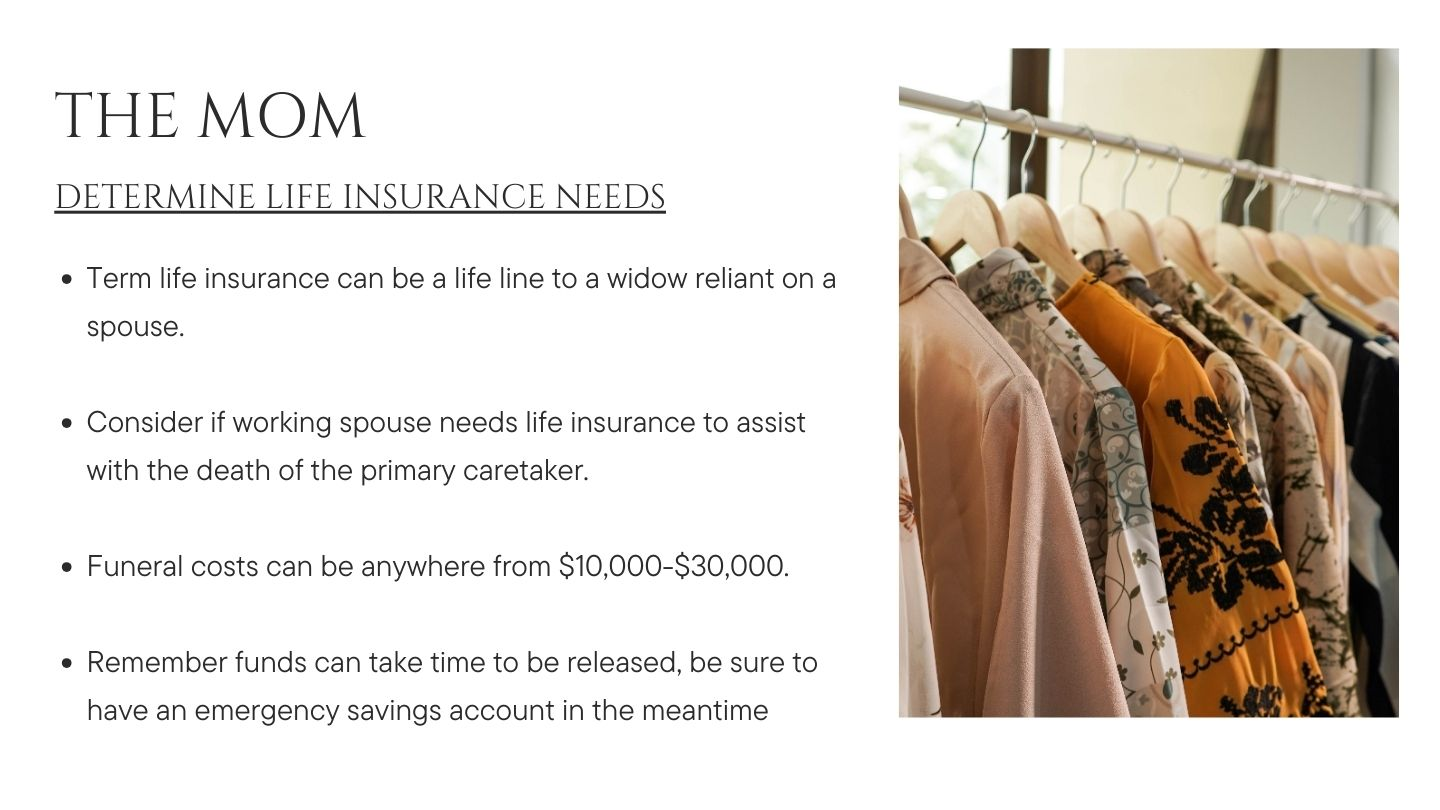 THE MOM
DETERMINE LIFE INSURANCE NEEDS
• Term life insurance can be a life line to a widow reliant on a
spouse.
• Consider if working spouse needs life insurance to assist
with the death of the primary caretaker.
• Funeral costs can be anywhere from $10,000-$30,000.
• Remember funds can take time to be released, be sure to
have an emergency savings account in the meantime